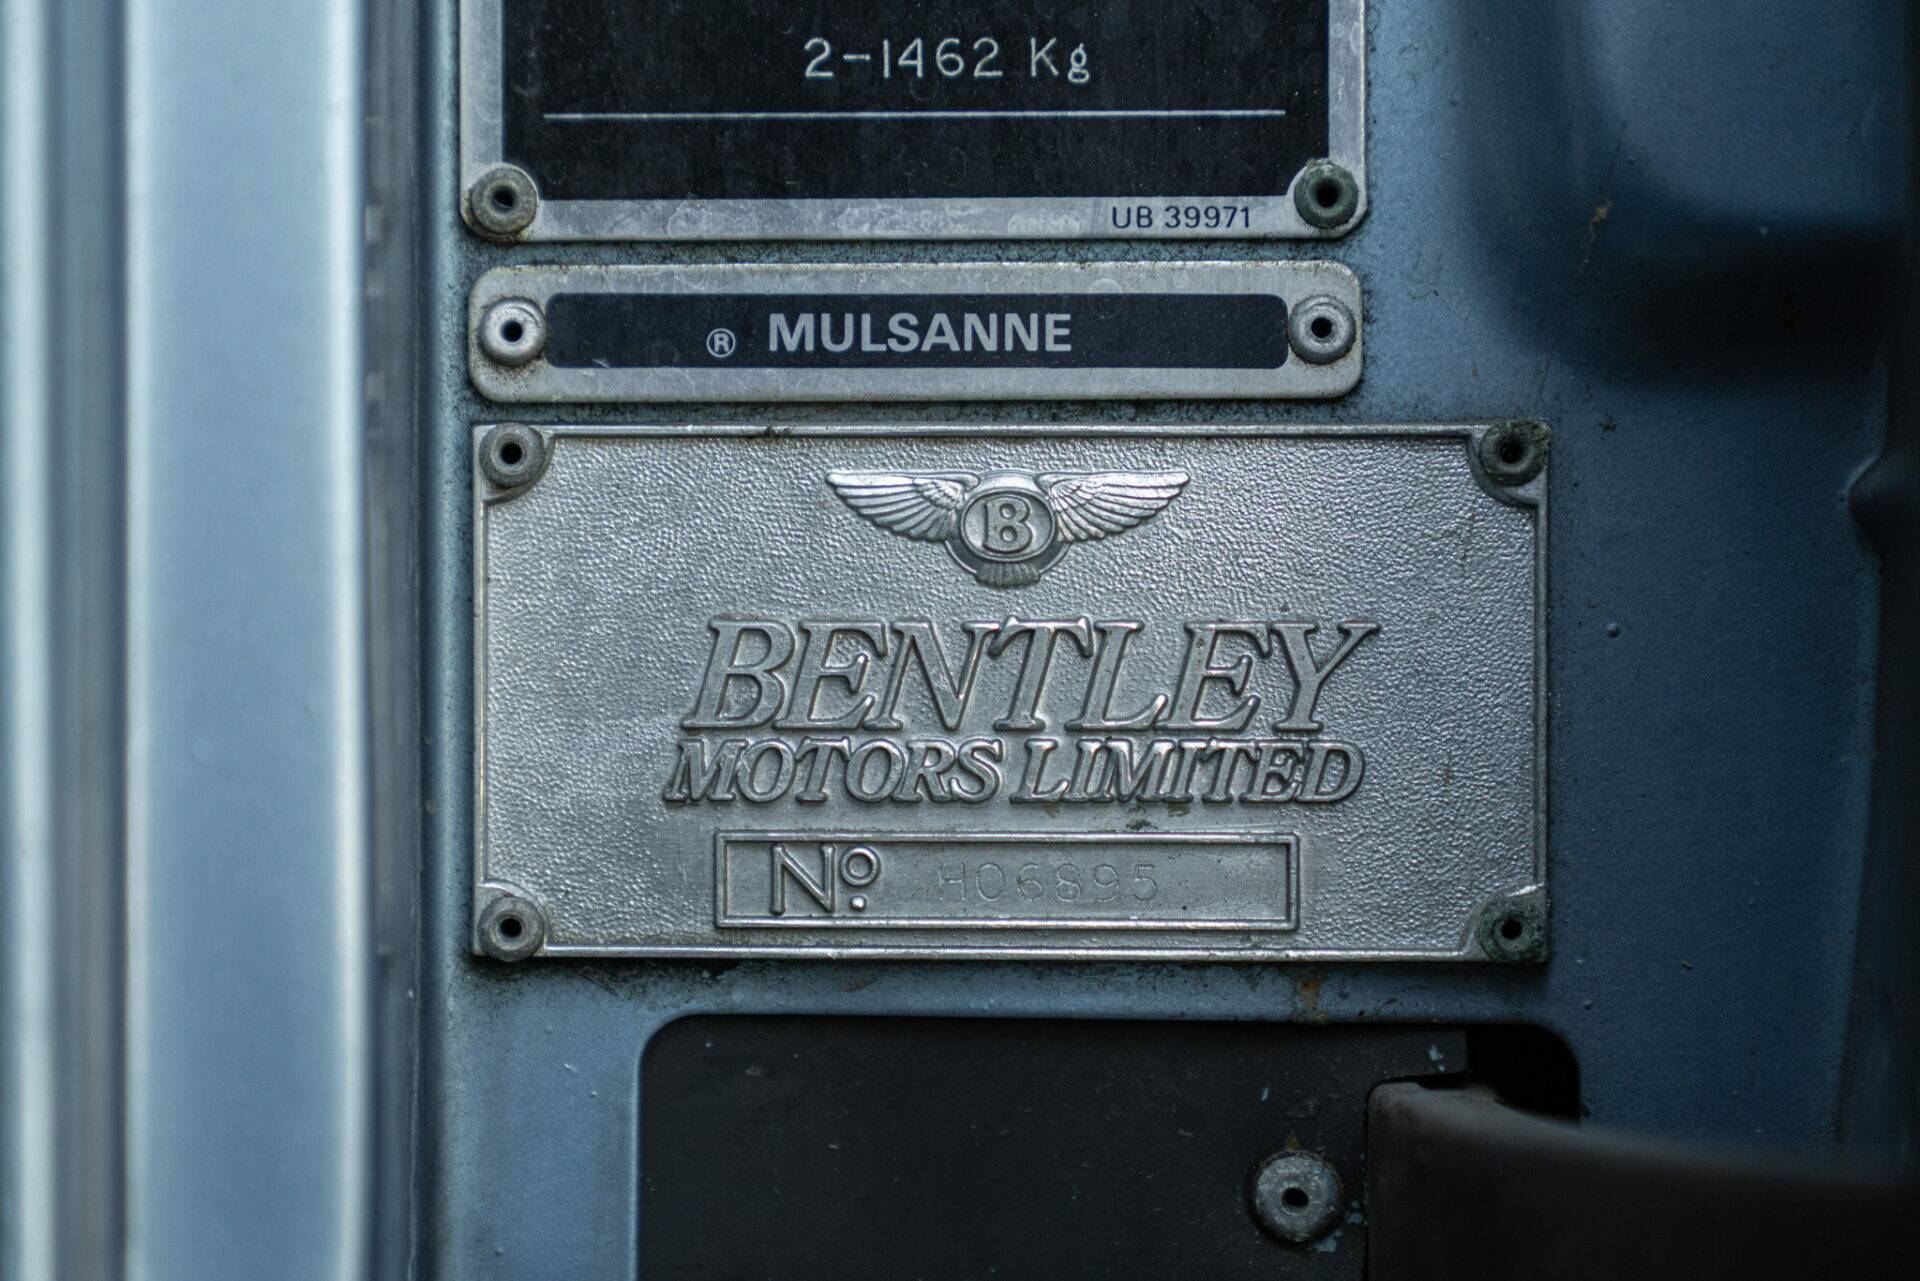 2-1462 Kg
UB 39971
® MULSANNE
B
BENTLEY
MOTORS LIMITED
Nº H06895